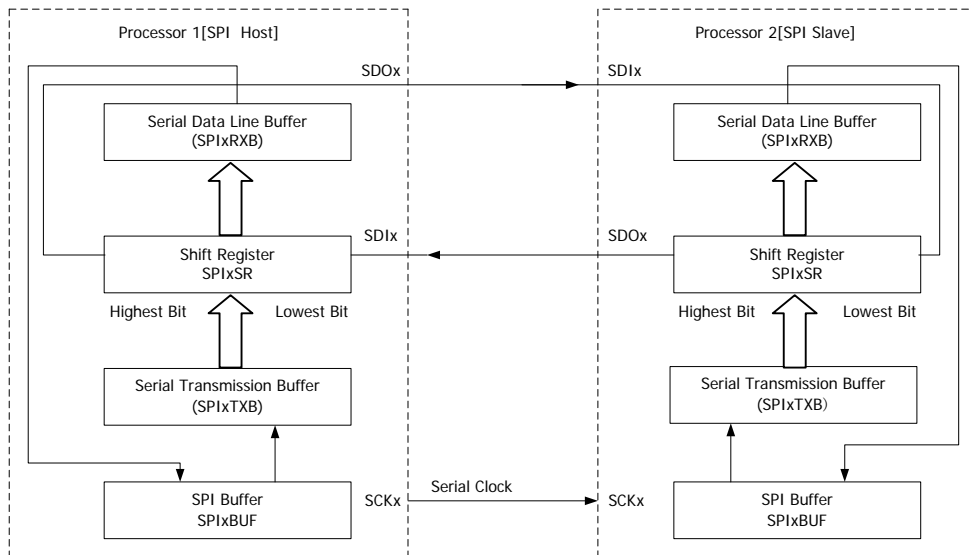 Processor 1[SPI Host]
SDOx
Serial Data Line Buffer
(SPIxRXB)
SDIx
Shift Register
SPIxSR
Highest Bit
Lowest Bit
Serial Transmission Buffer
(SPIxTXB)
SPI Buffer
SPIxBUF
SCKx
Serial Clock
Processor 2[SPI Slave]
SDIx
Serial Data Line Buffer
(SPIxRXB)
SDOx
Shift Register
SPIxSR
Highest Bit
Lowest Bit
Serial Transmission Buffer
(SPIxTXB)
SCKx
SPI Buffer
SPIxBUF